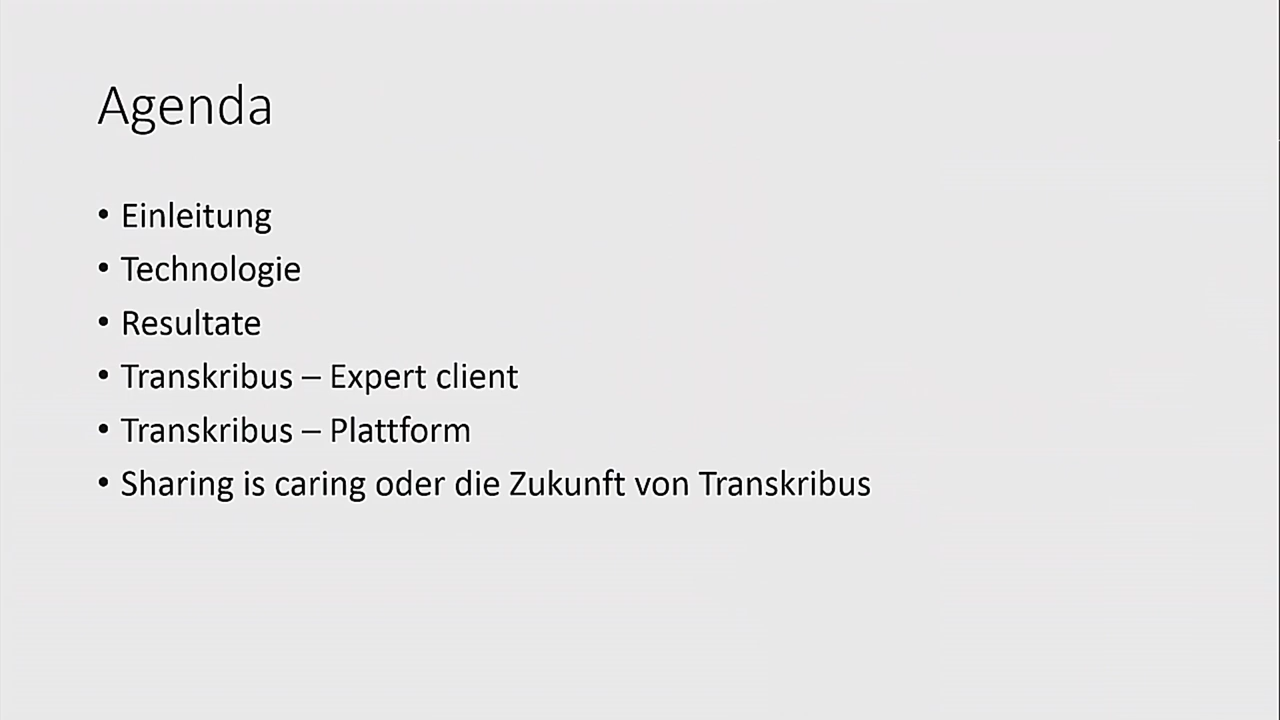 Agenda
• Einleitung
• Technologie
• Resultate
• Transkribus – Expert client
• Transkribus – Plattform
• Sharing is caring oder die Zukunft von Transkribus